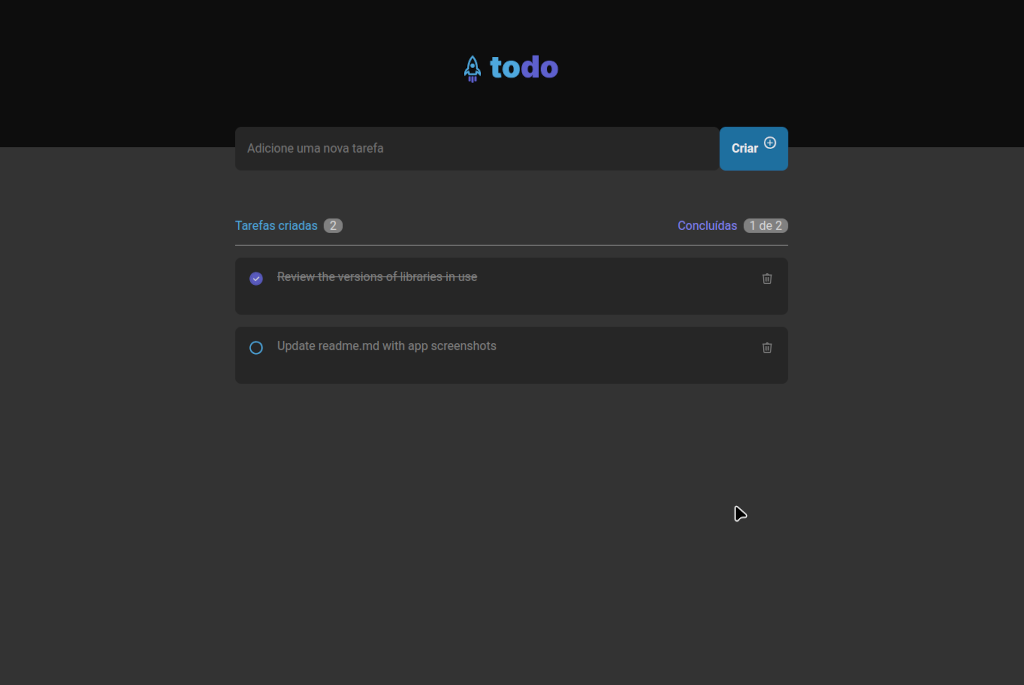 todo
Adicione uma nova tarefa
Criar
Tarefas criadas 2
Concluídas 1 de 2
Review the versions of libraries in use
Update readme.md with app screenshots